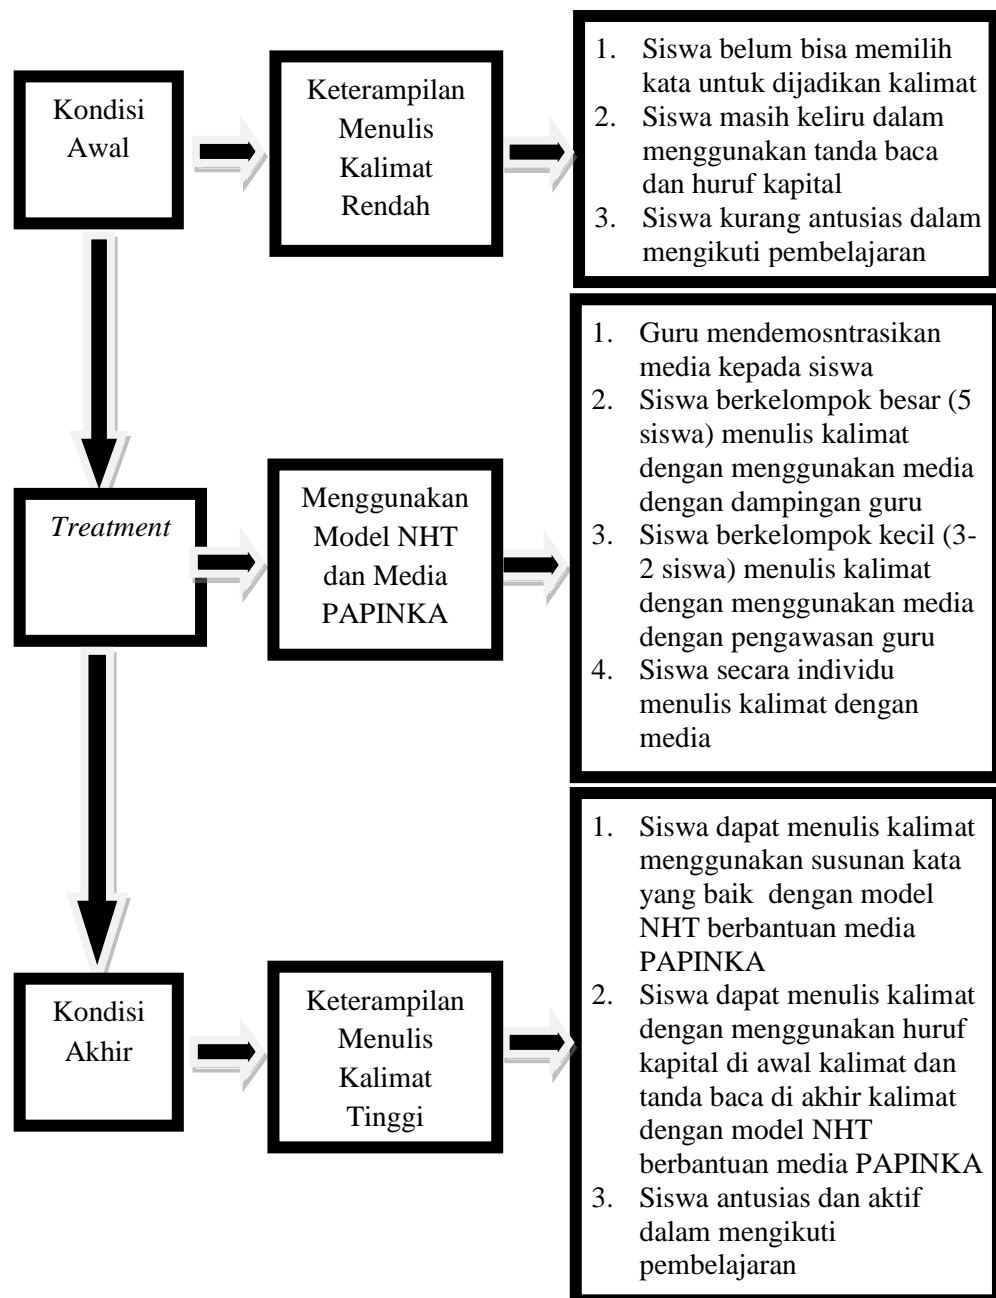 Kondisi
Awal
Keterampilan
Menulis
Kalimat
Rendah
1. Siswa belum bisa memilih
kata untuk dijadikan kalimat
2. Siswa masih keliru dalam
menggunakan tanda baca
dan huruf kapital
3. Siswa kurang antusias dalam
mengikuti pembelajaran
Treatment
Menggunakan
Model NHT
dan Media
PAPINKA
1. Guru mendemosntrasikan
media kepada siswa
2. Siswa berkelompok besar (5
siswa) menulis kalimat
dengan menggunakan media
dengan dampingan guru
3. Siswa berkelompok kecil (3-
2 siswa) menulis kalimat
dengan menggunakan media
dengan pengawasan guru
4. Siswa secara individu
menulis kalimat dengan
media
Kondisi
Akhir
Keterampilan
Menulis
Kalimat
Tinggi
1. Siswa dapat menulis kalimat
menggunakan susunan kata
yang baik dengan model
NHT berbantuan media
PAPINKA
2. Siswa dapat menulis kalimat
dengan menggunakan huruf
kapital di awal kalimat dan
tanda baca di akhir kalimat
dengan model NHT
berbantuan media PAPINKA
3. Siswa antusias dan aktif
dalam mengikuti
pembelajaran